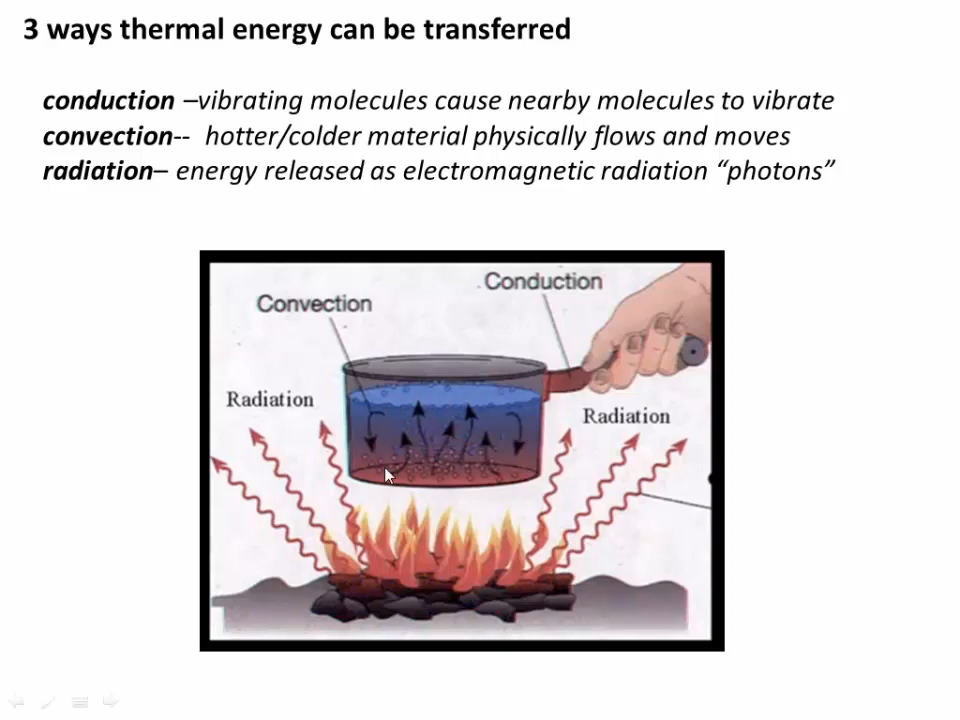 3 ways thermal energy can be transferred
conduction –vibrating molecules cause nearby molecules to vibrate
convection-- hotter/colder material physically flows and moves
radiation– energy released as electromagnetic radiation “photons”
Conduction
Convection
Radiation
Radiation